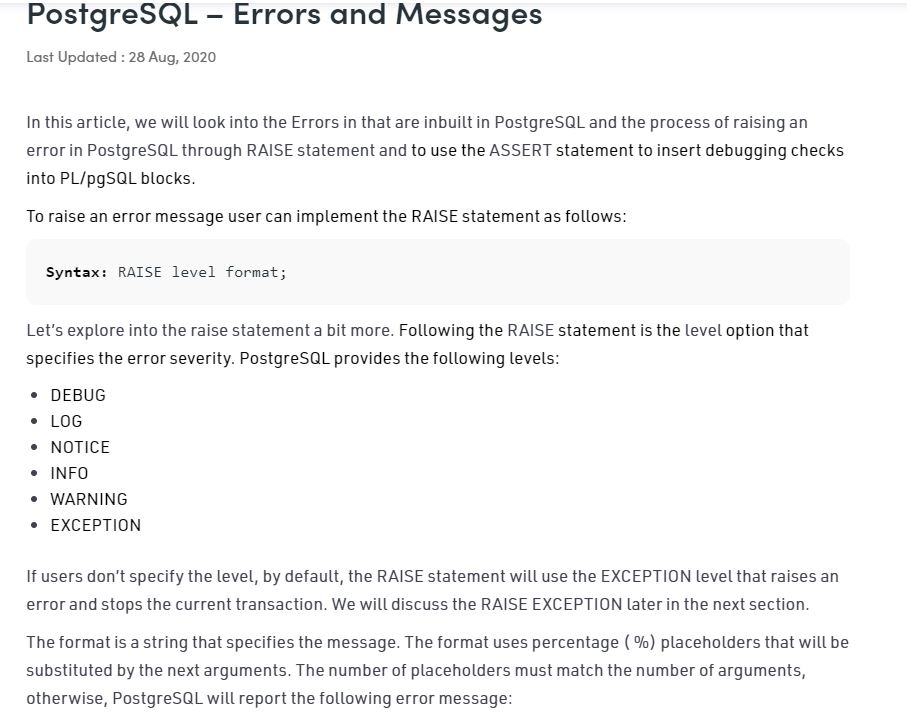 PostgreSQL – Errors and Messages
Last Updated : 28 Aug, 2020
In this article, we will look into the Errors in that are inbuilt in PostgreSQL and the process of raising an
error in PostgreSQL through RAISE statement and to use the ASSERT statement to insert debugging checks
into PL/pgSQL blocks.
To raise an error message user can implement the RAISE statement as follows:
Syntax: RAISE level format;
Let's explore into the raise statement a bit more. Following the RAISE statement is the level option that
specifies the error severity. PostgreSQL provides the following levels:
• DEBUG
• LOG
• NOTICE
• INFO
• WARNING
• EXCEPTION
If users don't specify the level, by default, the RAISE statement will use the EXCEPTION level that raises an
error and stops the current transaction. We will discuss the RAISE EXCEPTION later in the next section.
The format is a string that specifies the message. The format uses percentage ( %) placeholders that will be
substituted by the next arguments. The number of placeholders must match the number of arguments,
otherwise, PostgreSQL will report the following error message: